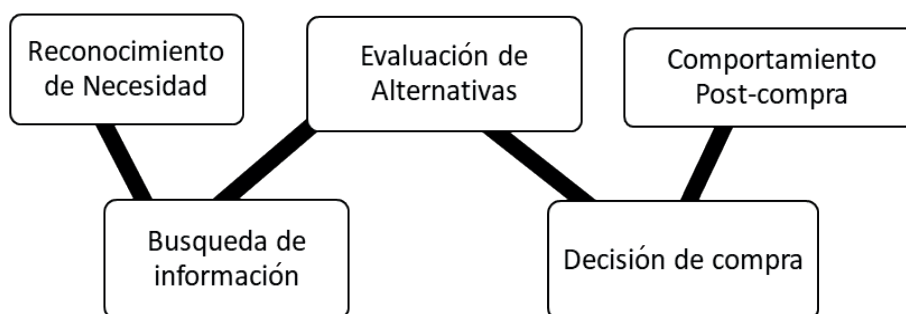 Reconocimiento
de Necesidad
Busqueda de
información
Evaluación de
Alternativas
Decisión de compra
Comportamiento
Post-compra